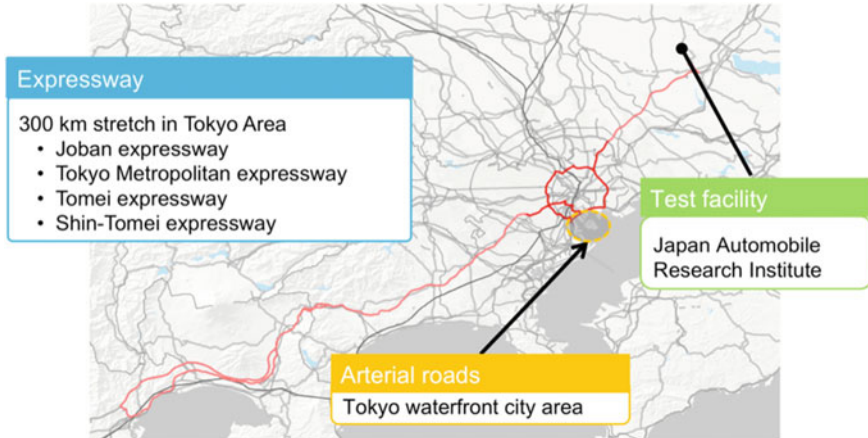 Expressway
300 km stretch in Tokyo Area
• Joban expressway
• Tokyo Metropolitan expressway
• Tomei expressway
• Shin-Tomei expressway
Test facility
Japan Automobile
Research Institute
Arterial roads
Tokyo waterfront city area